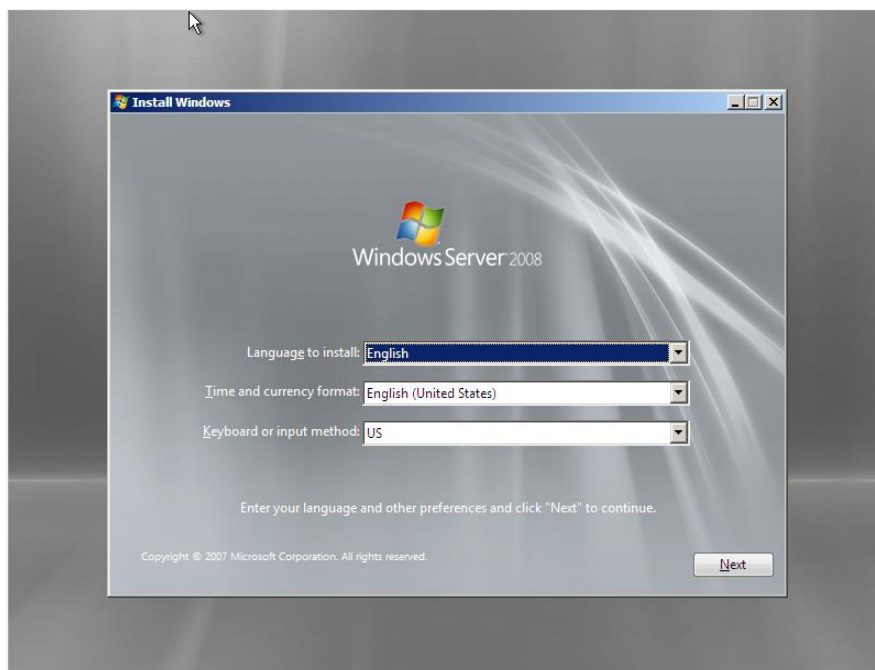 Install Windows
Windows Server 2008
Language to install: English
Time and currency format: English (United States)
Keyboard or input method: US
Enter your language and other preferences and click "Next" to continue.
Copyright © 2007 Microsoft Corporation. All rights reserved.
Next